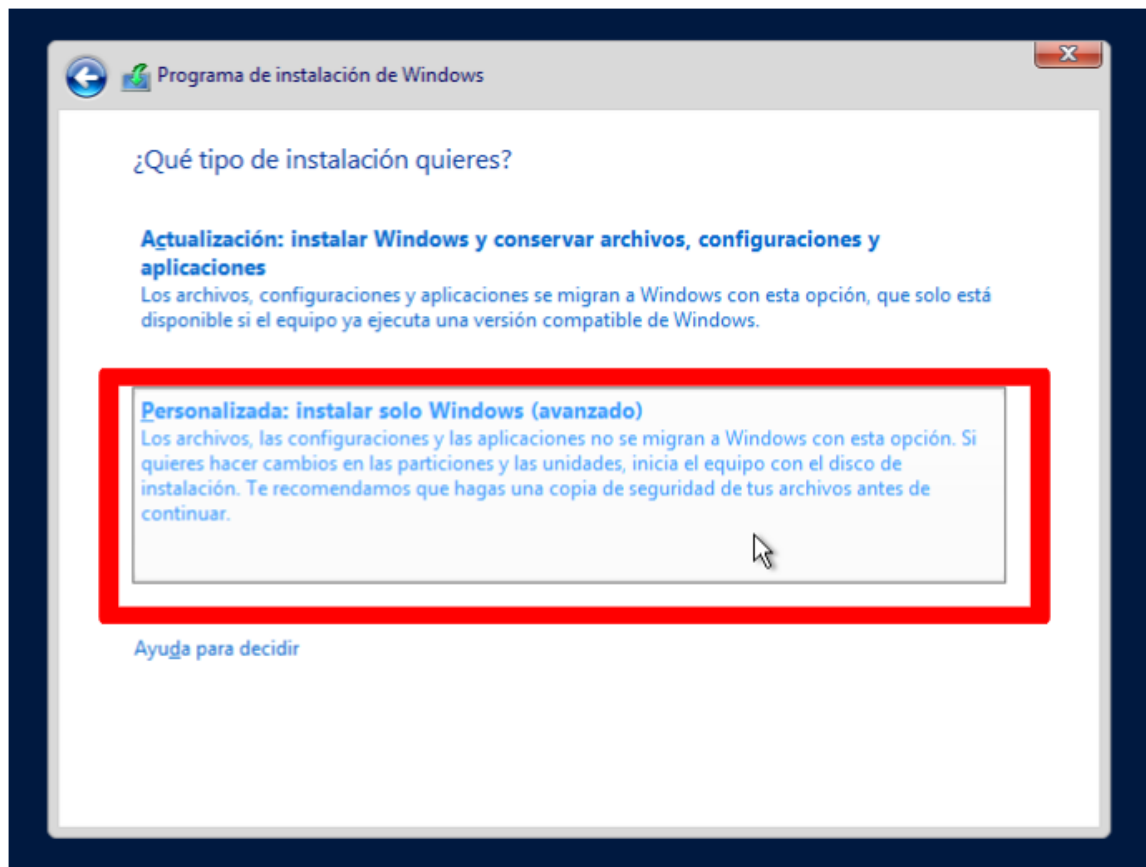 Programa de instalación de Windows
x
¿Qué tipo de instalación quieres?
Actualización: instalar Windows y conservar archivos, configuraciones y
aplicaciones
Los archivos, configuraciones y aplicaciones se migran a Windows con esta opción, que solo está
disponible si el equipo ya ejecuta una versión compatible de Windows.
Personalizada: instalar solo Windows (avanzado)
Los archivos, las configuraciones y las aplicaciones no se migran a Windows con esta opción. Si
quieres hacer cambios en las particiones y las unidades, inicia el equipo con el disco de
instalación. Te recomendamos que hagas una copia de seguridad de tus archivos antes de
continuar.
Ayuda para decidir